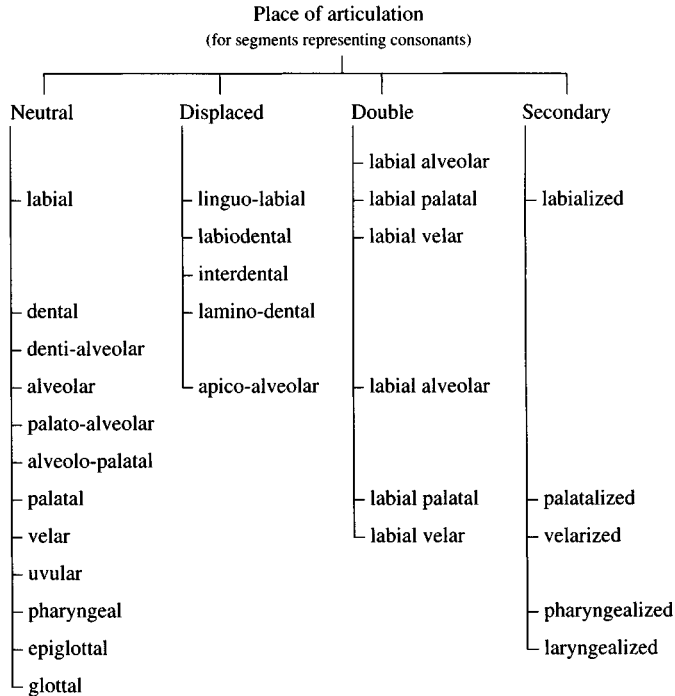 Place of articulation
(for segments representing consonants)
Neutral Displaced Double Secondary
labial alveolar
labial linguo-labial labial palatal labialized
labiodental labial velar
interdental
dental lamino-dental
denti-alveolar
alveolar apico-alveolar labial alveolar
palato-alveolar
alveolo-palatal
palatal labial palatal palatalized
velar labial velar velarized
uvular
pharyngeal pharyngealized
epiglottal laryngealized
glottal